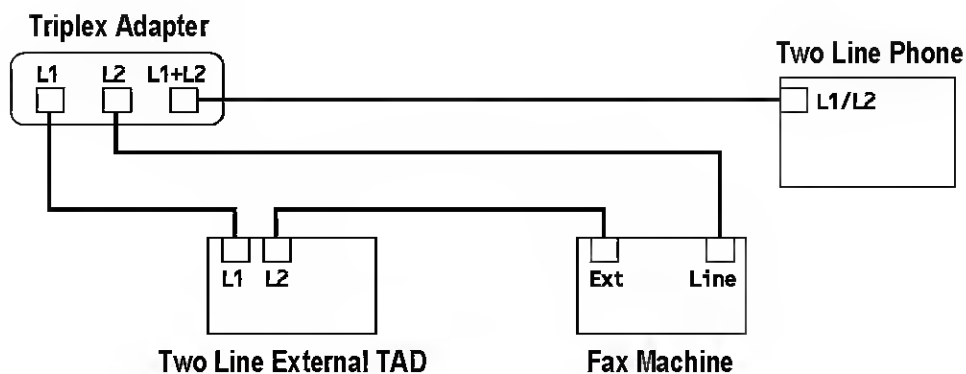 Triplex Adapter
L1 L2 L1+L2
Two Line Phone
L1/L2
L1 L2
Ext Line
Two Line External TAD
Fax Machine